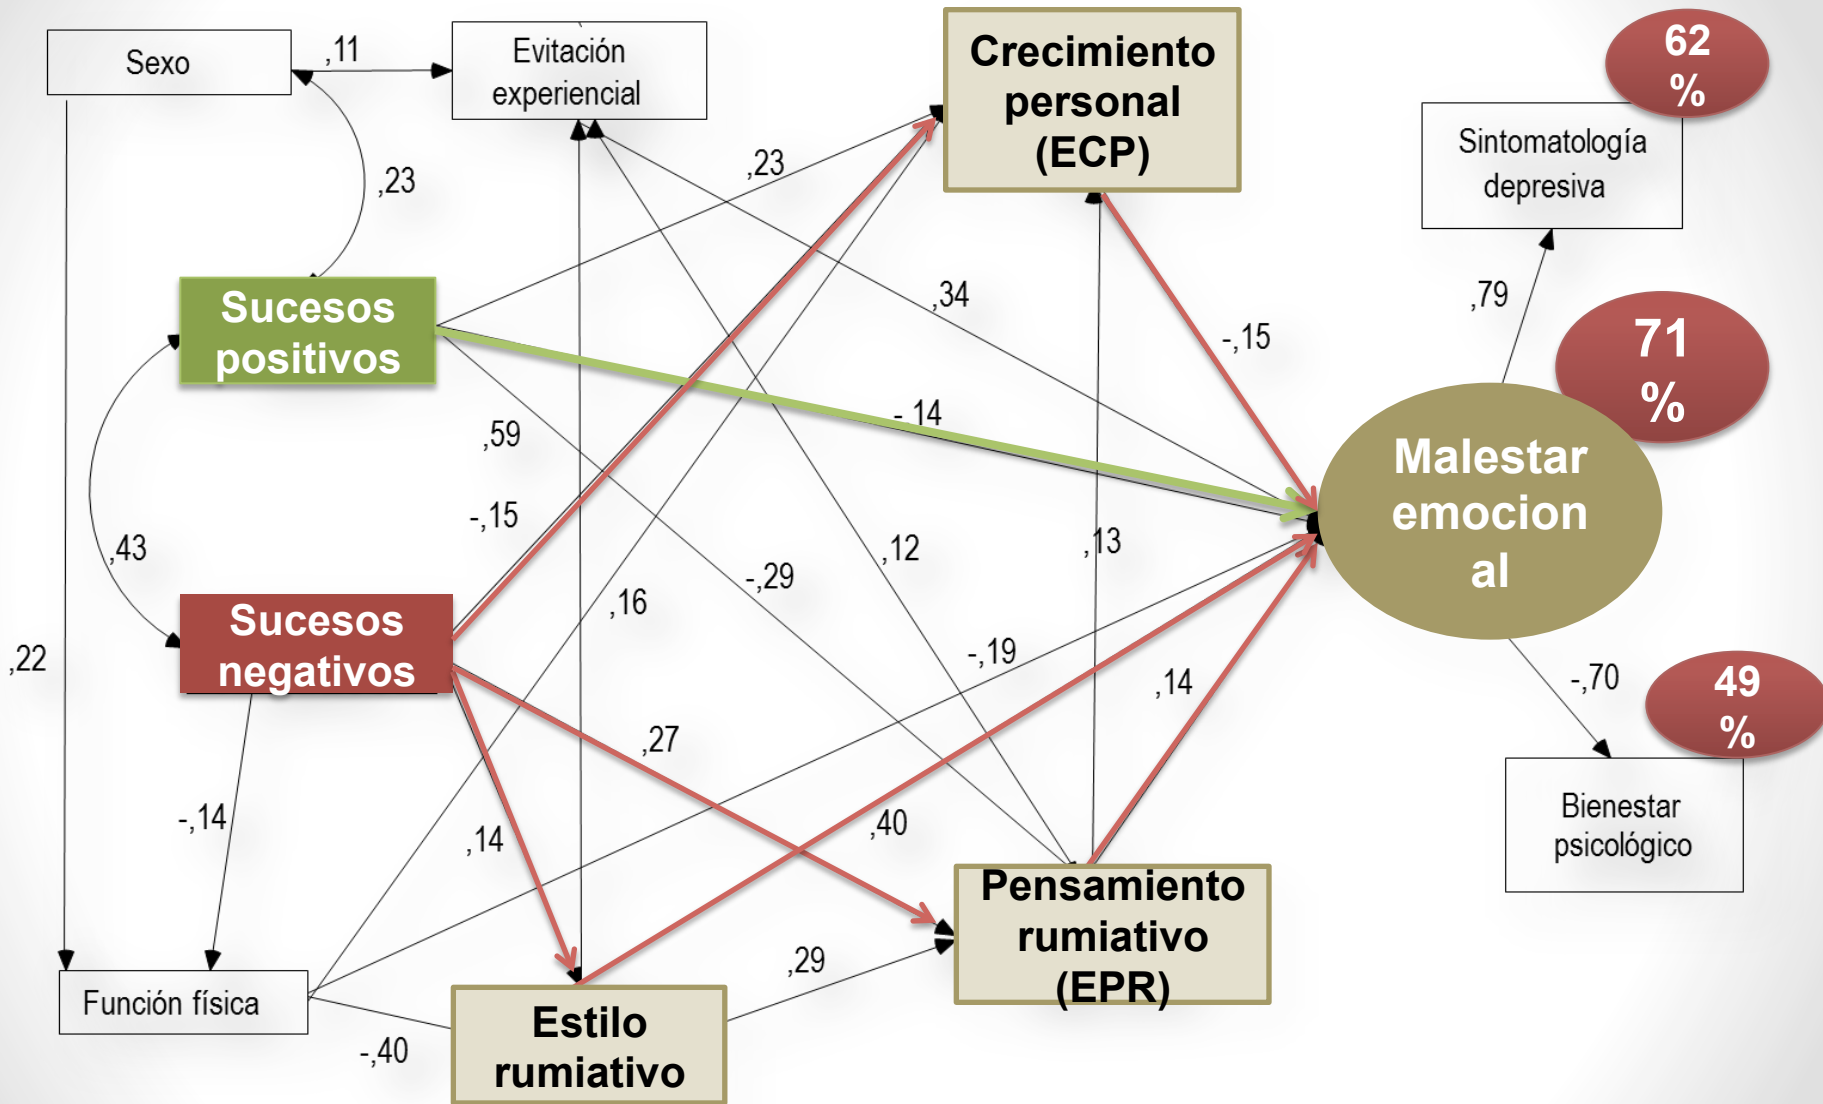 Sexo
,11
Evitación
experiencial
Crecimiento
personal
(ECP)
62
%
Sintomatología
depresiva
,23
,23
Sucesos
positivos
,34
-,15
,79
71
%
,59
- 14
Malestar
emocion
al
-,15
,43
,12
,13
-,29
,16
Sucesos
negativos
,22
-,19
,14
-,70
49
%
,27
-,14
,14
,40
Bienestar
psicológico
Pensamiento
rumiativo
(EPR)
,29
Función física
-,40
Estilo
rumiativo